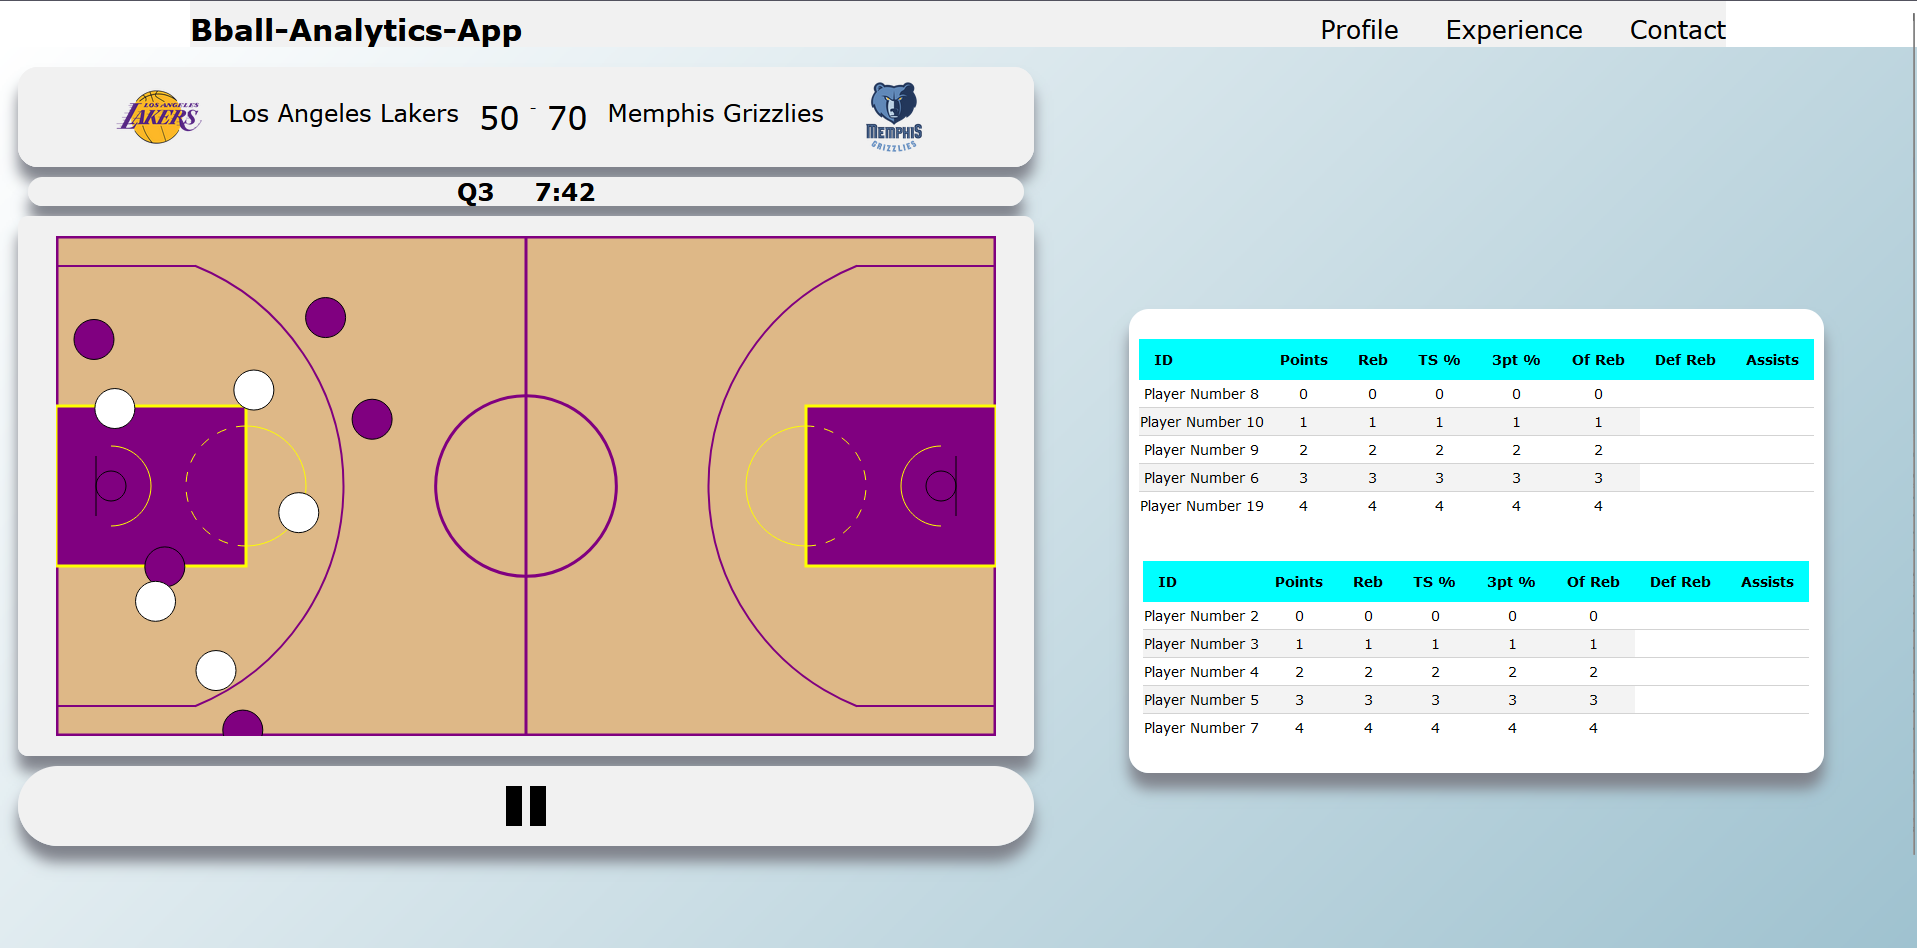 Bball-Analytics-App Profile Experience Contact
LOS ANGELES
LAKERS
Los Angeles Lakers 50 - 70 Memphis Grizzlies
MEMPHIS
GRIZZLIES
Q3 7:42
ID Points Reb TS % 3pt % Of Reb Def Reb Assists
Player Number 8 0 0 0 0 0
Player Number 10 1 1 1 1 1
Player Number 9 2 2 2 2 2
Player Number 6 3 3 3 3 3
Player Number 19 4 4 4 4 4
ID Points Reb TS % 3pt % Of Reb Def Reb Assists
Player Number 2 0 0 0 0 0
Player Number 3 1 1 1 1 1
Player Number 4 2 2 2 2 2
Player Number 5 3 3 3 3 3
Player Number 7 4 4 4 4 4